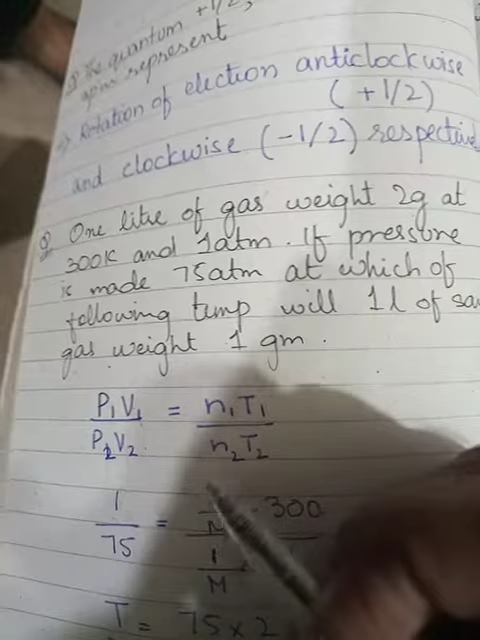 The quantum +1/2,
spin represent
=> Rotation of election anticlockwise
(+1/2)
and clockwise (-1/2) respective
Q One litre of gas weight 2g at
300K and 1atm. If pressure
is made 75atm at which of
following temp will 1l of sa
gas weight 1 gm.
P₁V₁ / P₂V₂ = n₁T₁ / n₂T₂
1 / 75 = / M · 300
1 / M
T = 75 × 2